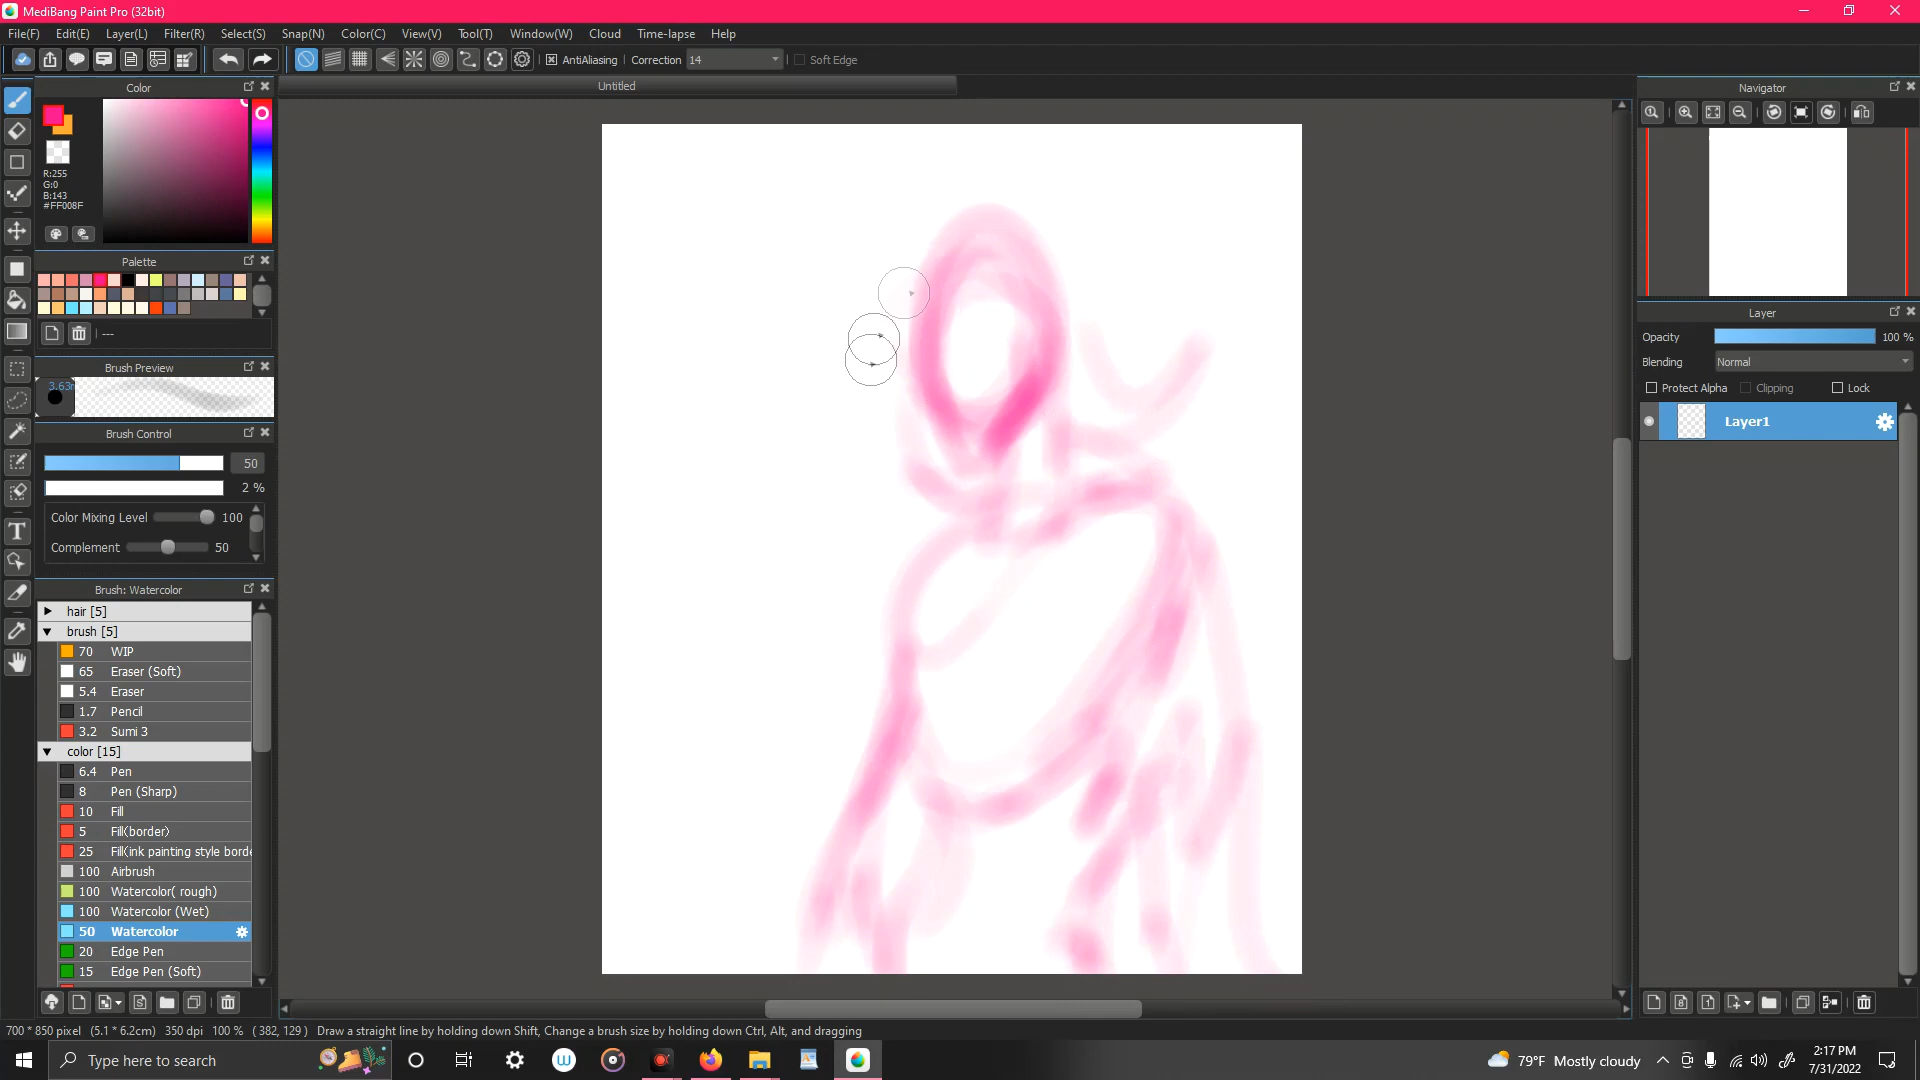 MediBang Paint Pro (32bit)
File(F) Edit(E) Layer(L) Filter(R) Select(S) Snap(N) Color(C) View(V) Tool(T) Window(W) Cloud Time-lapse Help
AntiAliasing Correction 14 Soft Edge
Color
Untitled
Navigator
R:255
G:0
B:143
#FF008F
Palette
---
Layer
Opacity 100 %
Blending Normal
Protect Alpha Clipping Lock
Layer1
Brush Preview
Brush Control
50
2 %
Color Mixing Level 100
Complement 50
Brush: Watercolor
hair [5]
brush [5]
70 WIP
65 Eraser (Soft)
5.4 Eraser
1.7 Pencil
3.2 Sumi 3
color [15]
6.4 Pen
8 Pen (Sharp)
10 Fill
5 Fill(border)
25 Fill(ink painting style borde
100 Airbrush
100 Watercolor( rough)
100 Watercolor (Wet)
50 Watercolor
20 Edge Pen
15 Edge Pen (Soft)
700 * 850 pixel (5.1 * 6.2cm) 350 dpi 100 % ( 382, 129 ) Draw a straight line by holding down Shift, Change a brush size by holding down Ctrl, Alt, and dragging
Type here to search
79°F Mostly cloudy
2:17 PM
7/31/2022